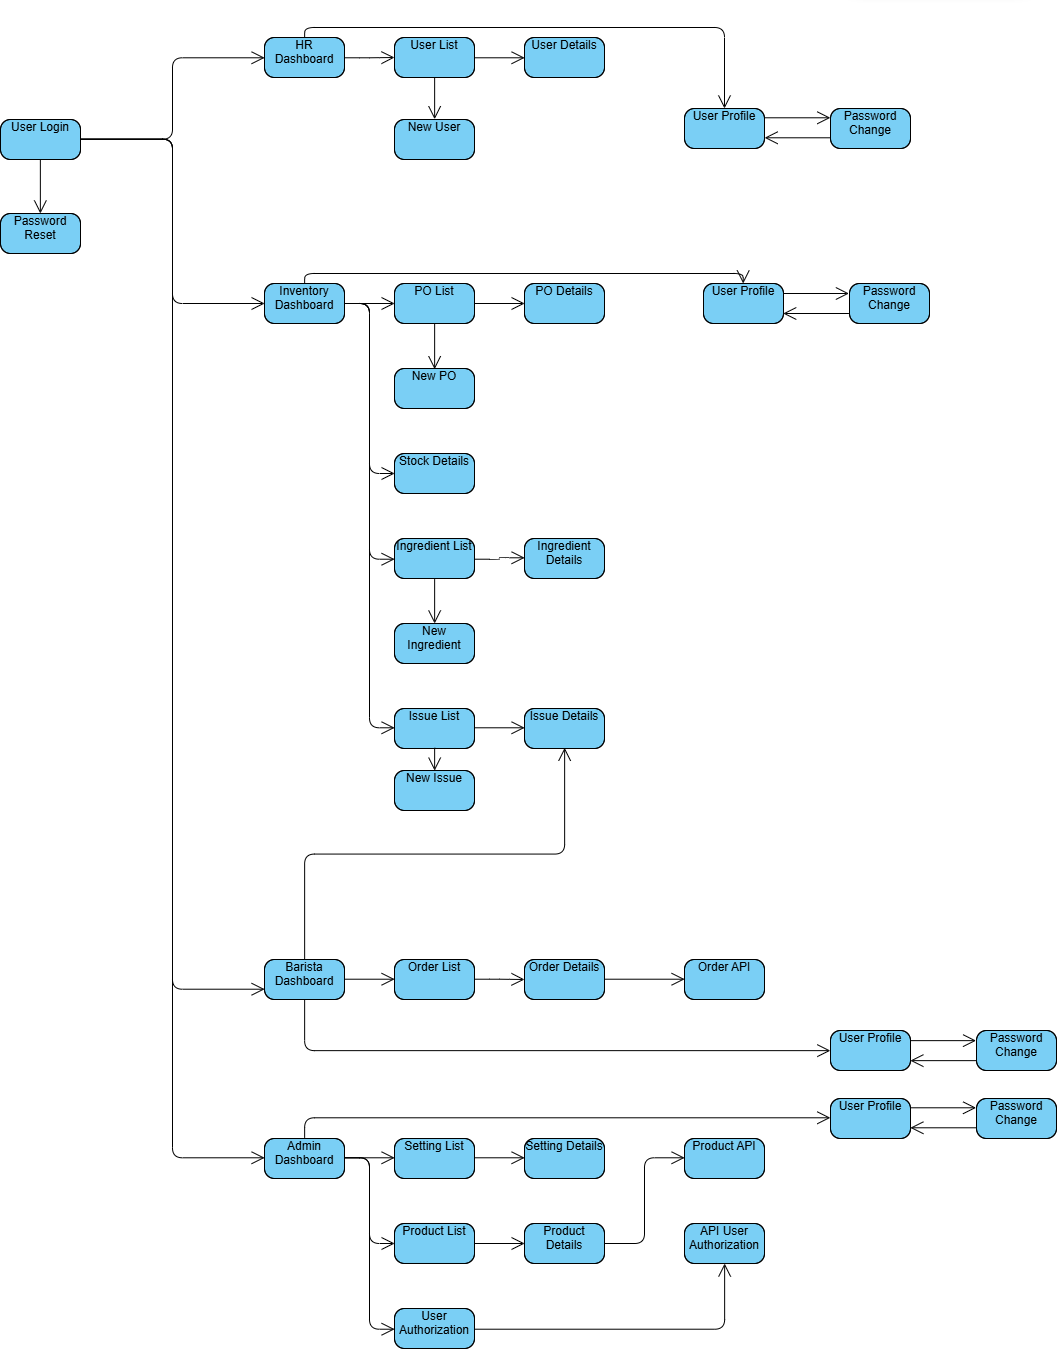 HR
Dashboard
User List
User Details
User Login
New User
User Profile
Password
Change
Password
Reset
Inventory
Dashboard
PO List
PO Details
User Profile
Password
Change
New PO
Stock Details
Ingredient List
Ingredient
Details
New
Ingredient
Issue List
Issue Details
New Issue
Barista
Dashboard
Order List
Order Details
Order API
User Profile
Password
Change
User Profile
Password
Change
Admin
Dashboard
Setting List
Setting Details
Product API
Product List
Product
Details
API User
Authorization
User
Authorization